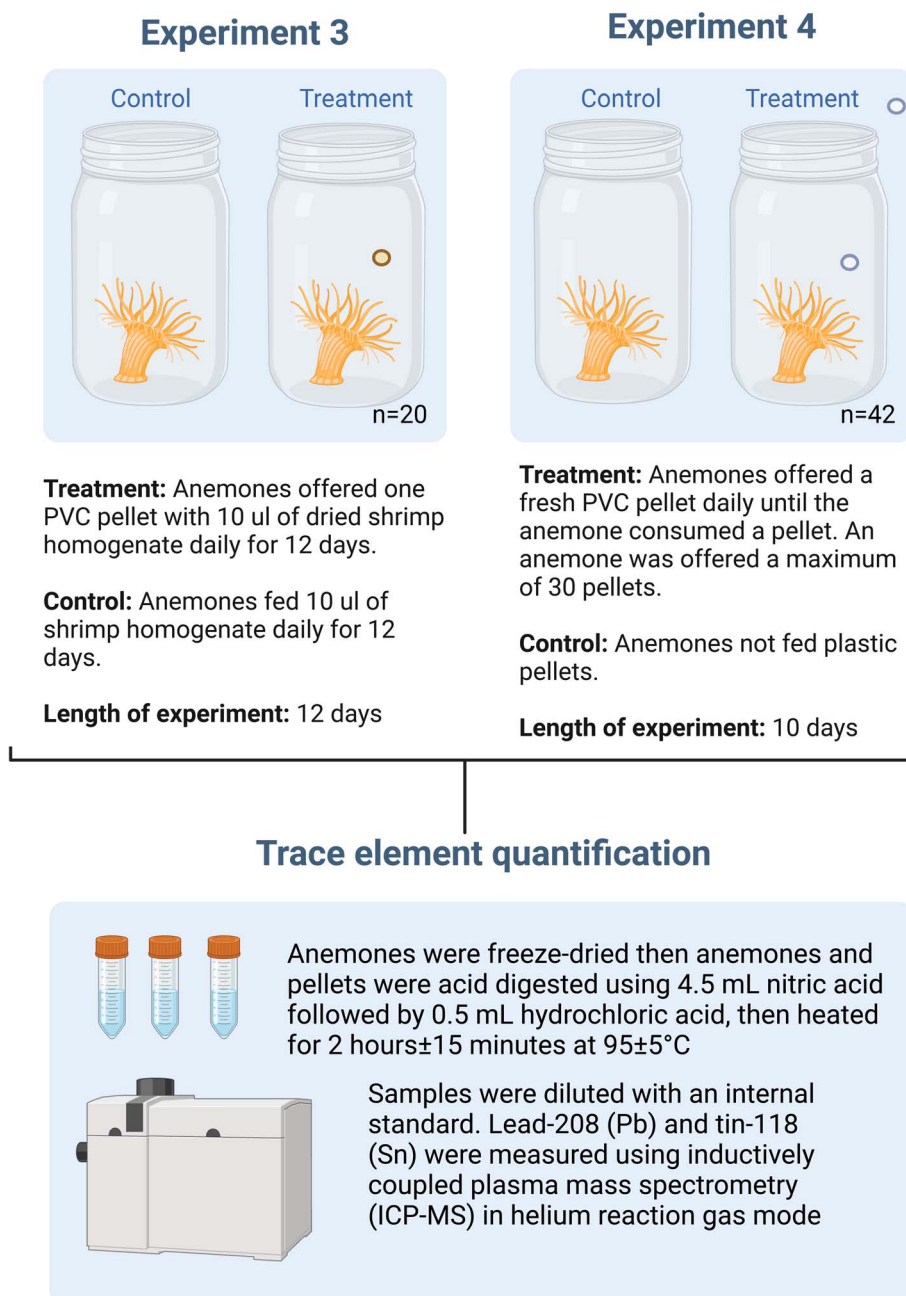 Experiment 3
Control
Treatment
n=20
Treatment: Anemones offered one
PVC pellet with 10 ul of dried shrimp
homogenate daily for 12 days.
Control: Anemones fed 10 ul of
shrimp homogenate daily for 12
days.
Length of experiment: 12 days
Experiment 4
Control
Treatment
n=42
Treatment: Anemones offered a
fresh PVC pellet daily until the
anemone consumed a pellet. An
anemone was offered a maximum
of 30 pellets.
Control: Anemones not fed plastic
pellets.
Length of experiment: 10 days
Trace element quantification
Anemones were freeze-dried then anemones and
pellets were acid digested using 4.5 mL nitric acid
followed by 0.5 mL hydrochloric acid, then heated
for 2 hours±15 minutes at 95±5°C
Samples were diluted with an internal
standard. Lead-208 (Pb) and tin-118
(Sn) were measured using inductively
coupled plasma mass spectrometry
(ICP-MS) in helium reaction gas mode